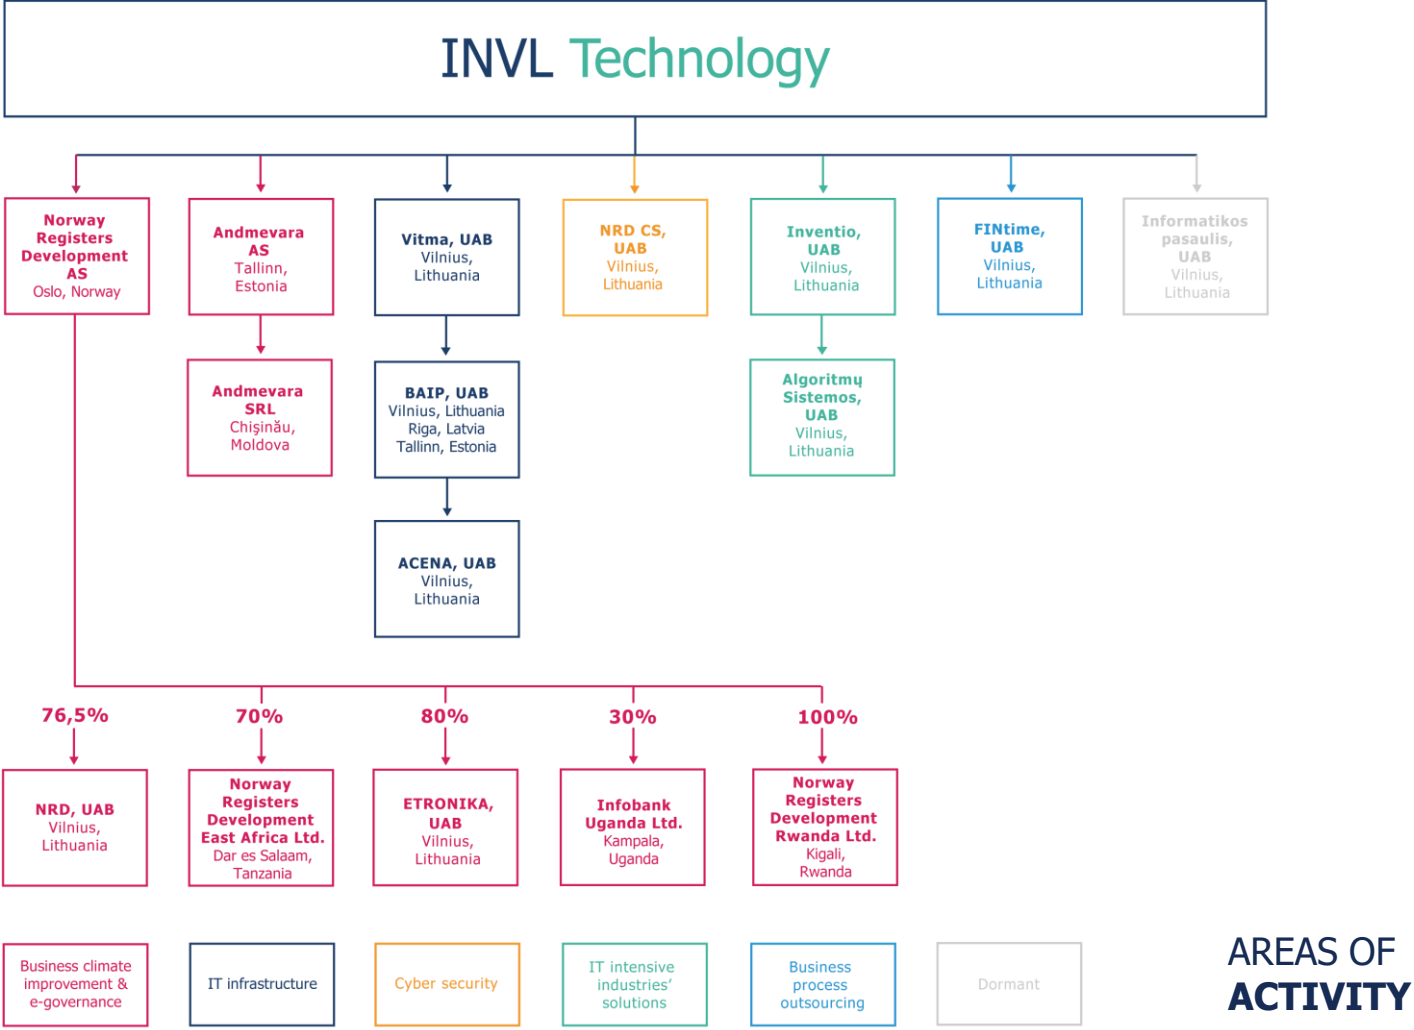 INVL Technology
Norway
Registers
Development
AS
Oslo, Norway
Andmevara
AS
Tallinn,
Estonia
Vitma, UAB
Vilnius,
Lithuania
NRD CS,
UAB
Vilnius,
Lithuania
Inventio,
UAB
Vilnius,
Lithuania
FINtime,
UAB
Vilnius,
Lithuania
Informatikos
pasaulis,
UAB
Vilnius,
Lithuania
Andmevara
SRL
Chişinău,
Moldova
BAIP, UAB
Vilnius, Lithuania
Riga, Latvia
Tallinn, Estonia
Algoritmų
Sistemos,
UAB
Vilnius,
Lithuania
ACENA, UAB
Vilnius,
Lithuania
76,5%
70%
80%
30%
100%
NRD, UAB
Vilnius,
Lithuania
Norway
Registers
Development
East Africa Ltd.
Dar es Salaam,
Tanzania
ETRONIKA,
UAB
Vilnius,
Lithuania
Infobank
Uganda Ltd.
Kampala,
Uganda
Norway
Registers
Development
Rwanda Ltd.
Kigali,
Rwanda
Business climate
improvement &
e-governance
IT infrastructure
Cyber security
IT intensive
industries’
solutions
Business
process
outsourcing
Dormant
AREAS OF
ACTIVITY